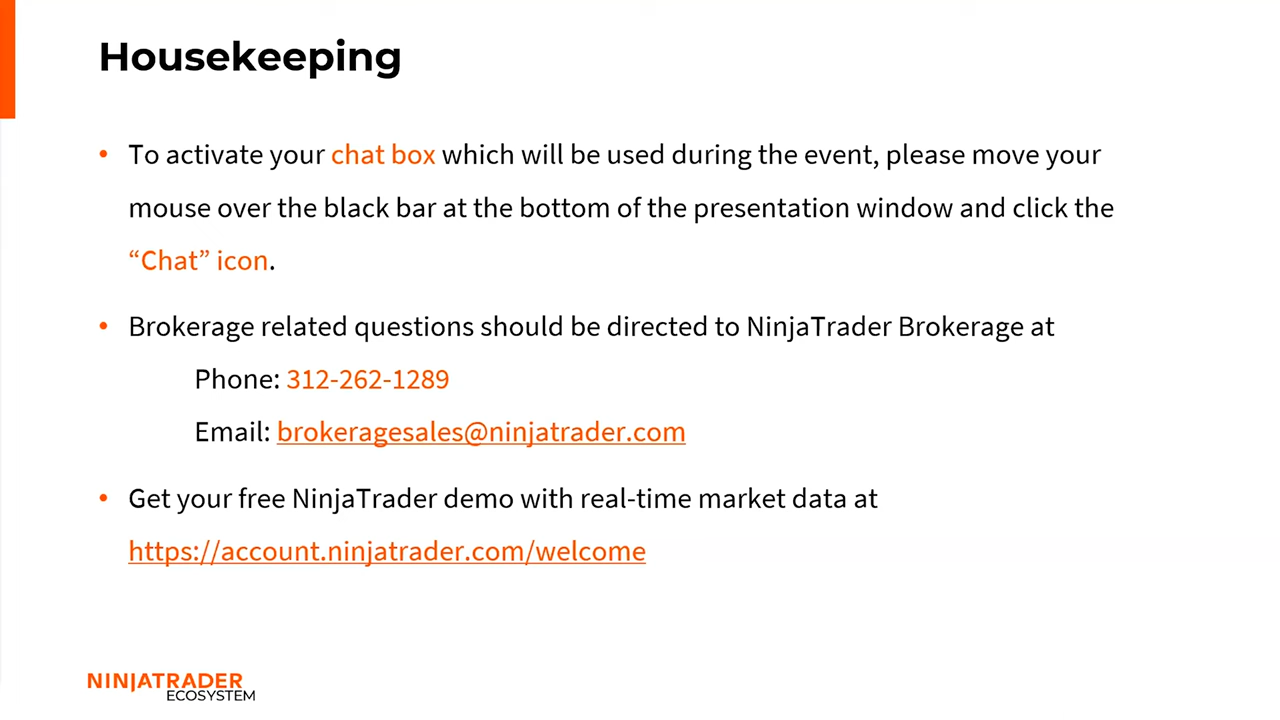 Housekeeping
• To activate your chat box which will be used during the event, please move your
mouse over the black bar at the bottom of the presentation window and click the
“Chat” icon.
• Brokerage related questions should be directed to NinjaTrader Brokerage at
Phone: 312-262-1289
Email: brokeragesales@ninjatrader.com
• Get your free NinjaTrader demo with real-time market data at
https://account.ninjatrader.com/welcome
NINJATRADER
ECOSYSTEM